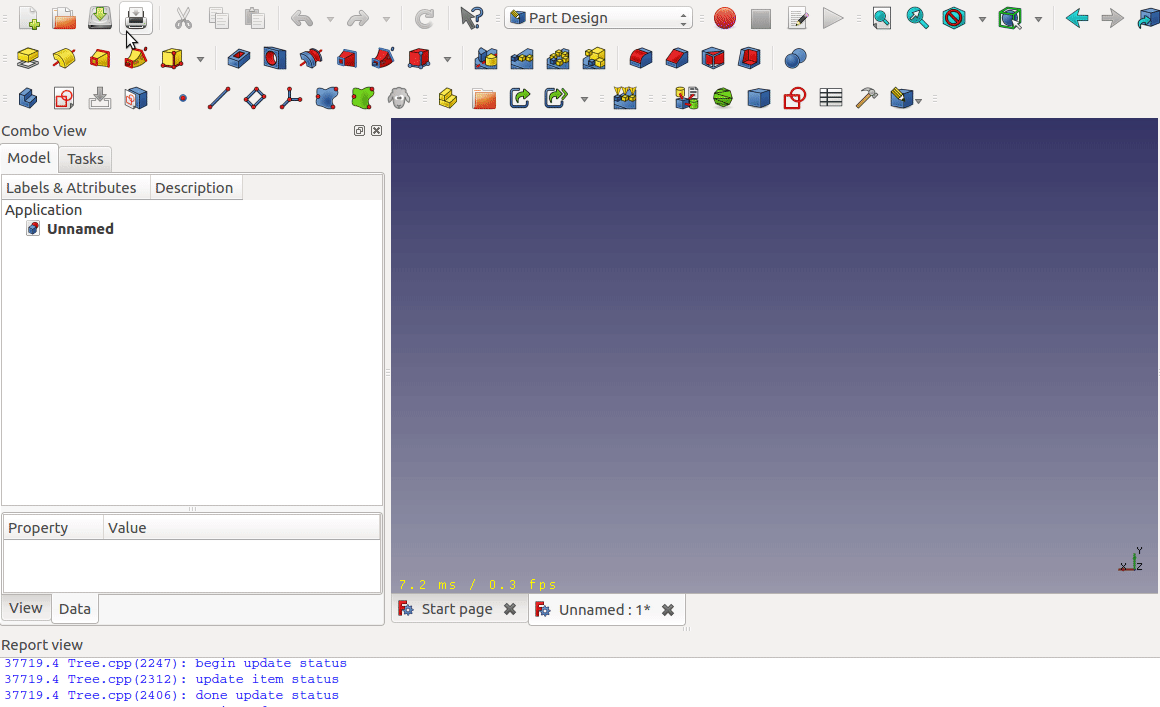 Part Design
Combo View
Model
Tasks
Labels & Attributes
Description
Application
Unnamed
Property
Value
View
Data
7.2 ms / 0.3 fps
Y
X
Z
Start page
Unnamed : 1*
Report view
37719.4 Tree.cpp(2247): begin update status
37719.4 Tree.cpp(2312): update item status
37719.4 Tree.cpp(2406): done update status